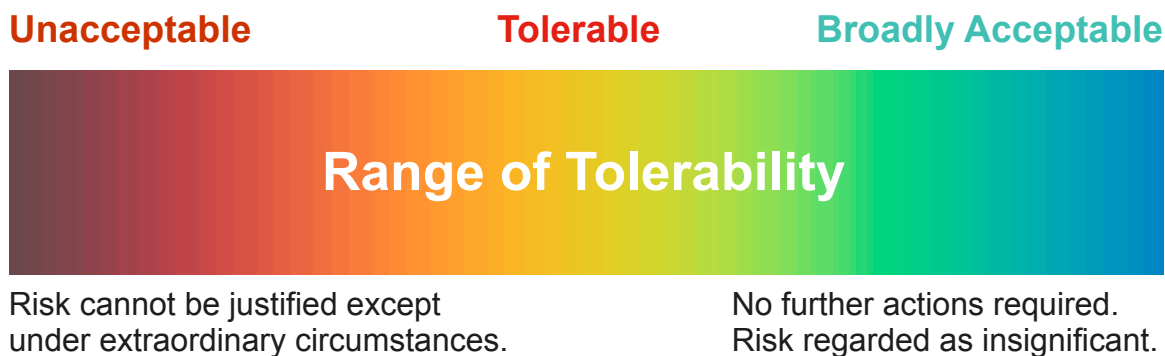 Unacceptable Tolerable Broadly Acceptable
Range of Tolerability
Risk cannot be justified except
under extraordinary circumstances.
No further actions required.
Risk regarded as insignificant.